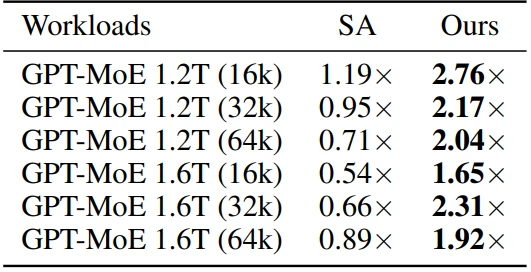 Workloads SA Ours
GPT-MoE 1.2T (16k) 1.19× 2.76×
GPT-MoE 1.2T (32k) 0.95× 2.17×
GPT-MoE 1.2T (64k) 0.71× 2.04×
GPT-MoE 1.6T (16k) 0.54× 1.65×
GPT-MoE 1.6T (32k) 0.66× 2.31×
GPT-MoE 1.6T (64k) 0.89× 1.92×